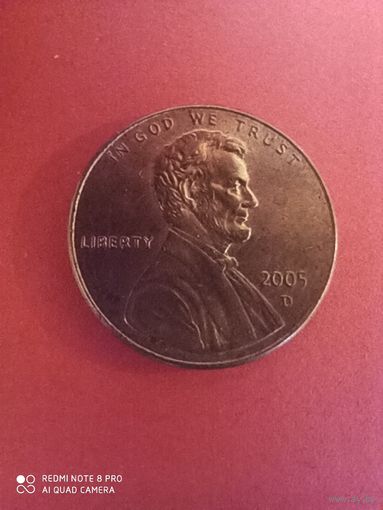 IN GOD WE TRUST
LIBERTY
2005
D
REDMI NOTE 8 PRO
AI QUAD CAMERA